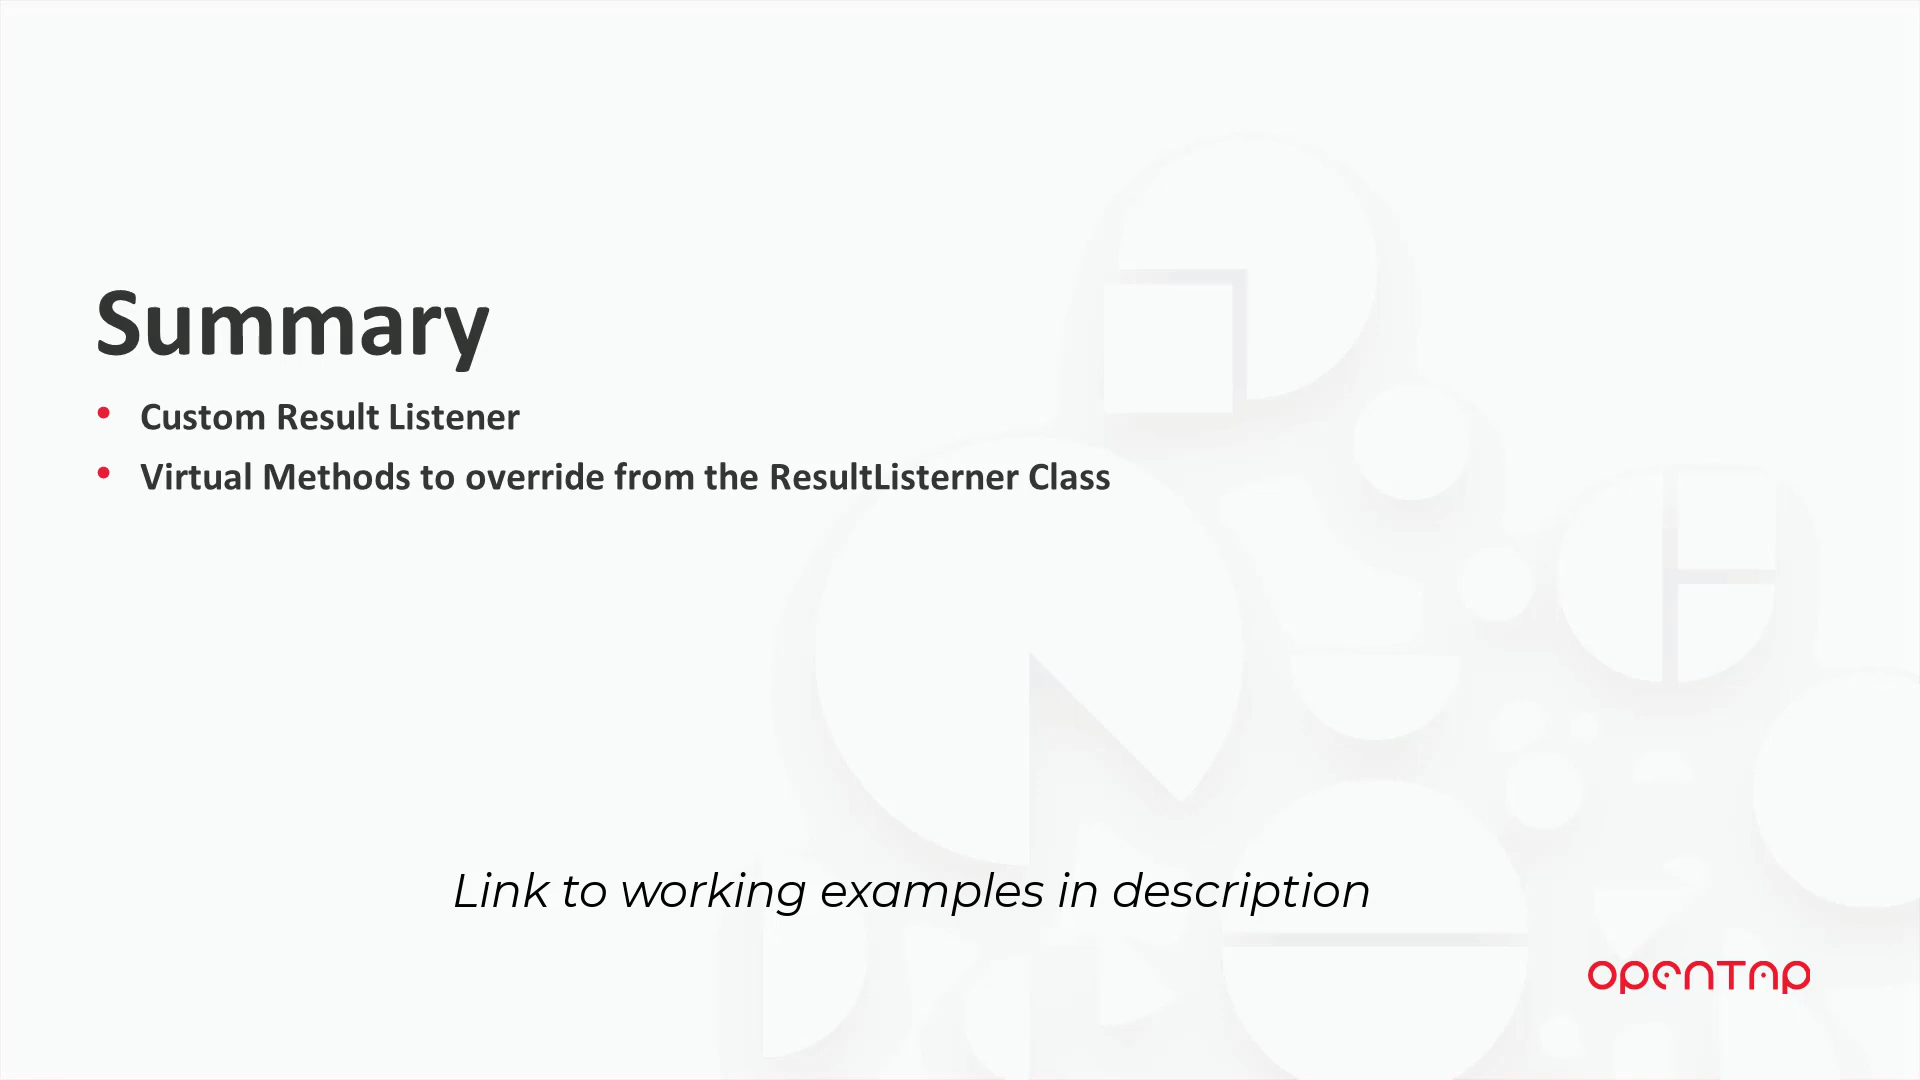 Summary
• Custom Result Listener
• Virtual Methods to override from the ResultListerner Class
Link to working examples in description
OPENTAP